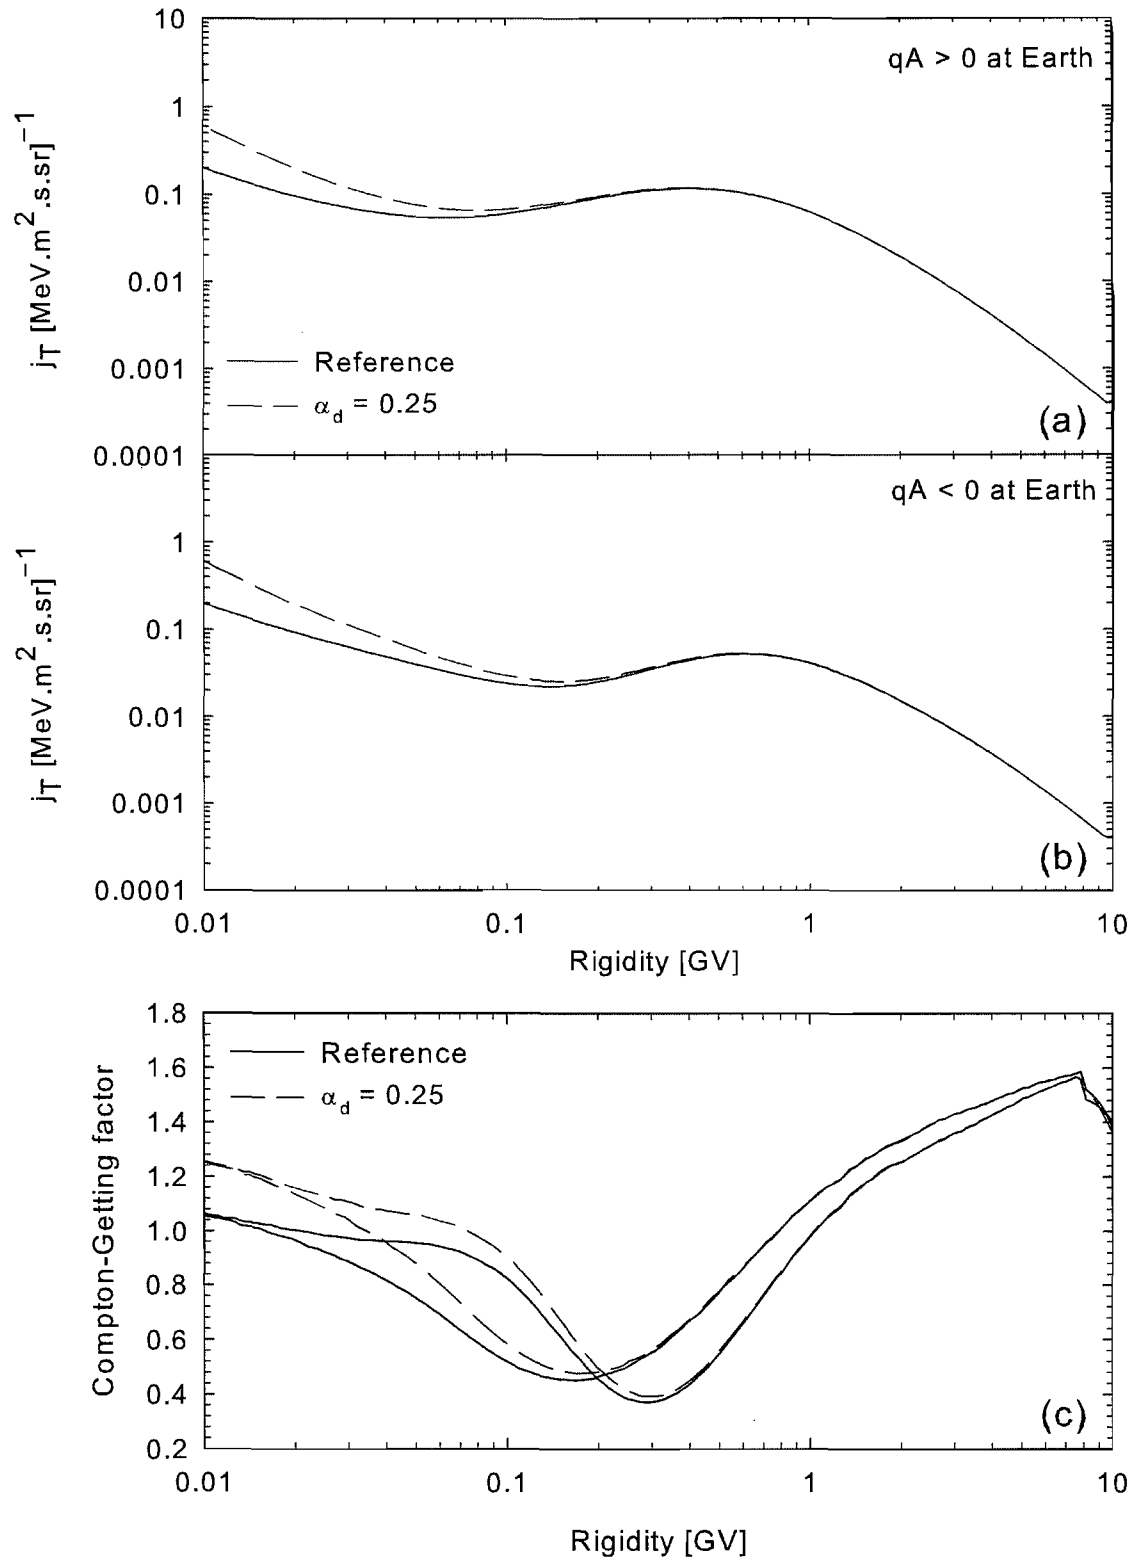 10
qA > 0 at Earth
1
0.1
0.01
0.001
0.0001
j_T [MeV.m².s.sr]⁻¹
Reference
α_d = 0.25
(a)
qA < 0 at Earth
1
0.1
0.01
0.001
0.0001
j_T [MeV.m².s.sr]⁻¹
(b)
0.01 0.1 1 10
Rigidity [GV]
1.8
1.6
1.4
1.2
1.0
0.8
0.6
0.4
0.2
Compton-Getting factor
Reference
α_d = 0.25
(c)
0.01 0.1 1 10
Rigidity [GV]